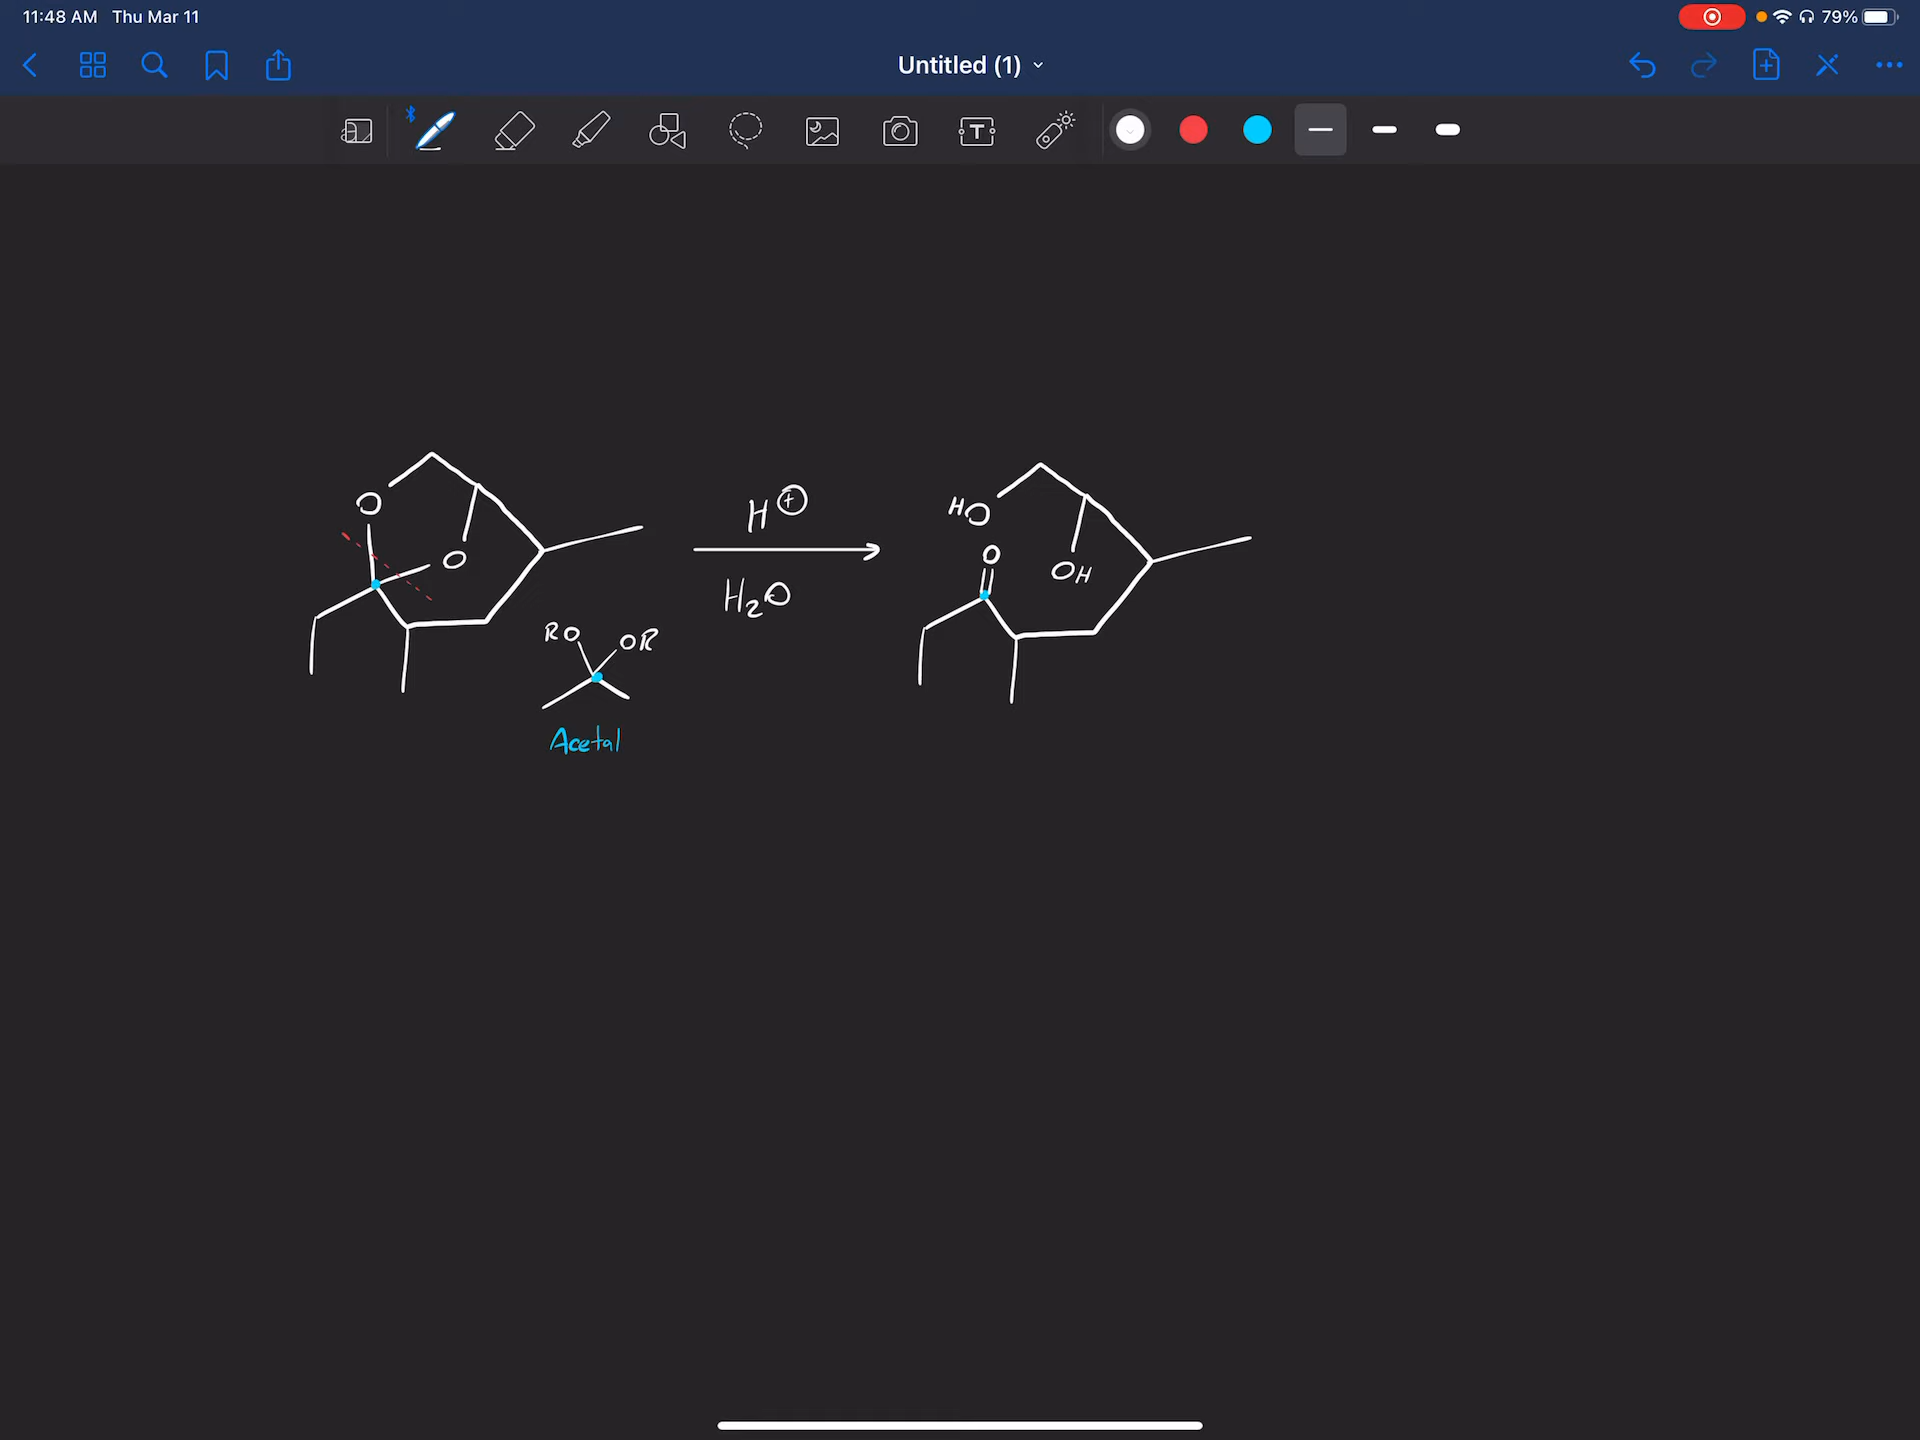 11:48 AM Thu Mar 11
79%
Untitled (1)
T
O
O
RO
OR
Acetal
H⊕
H₂O
HO
O
OH